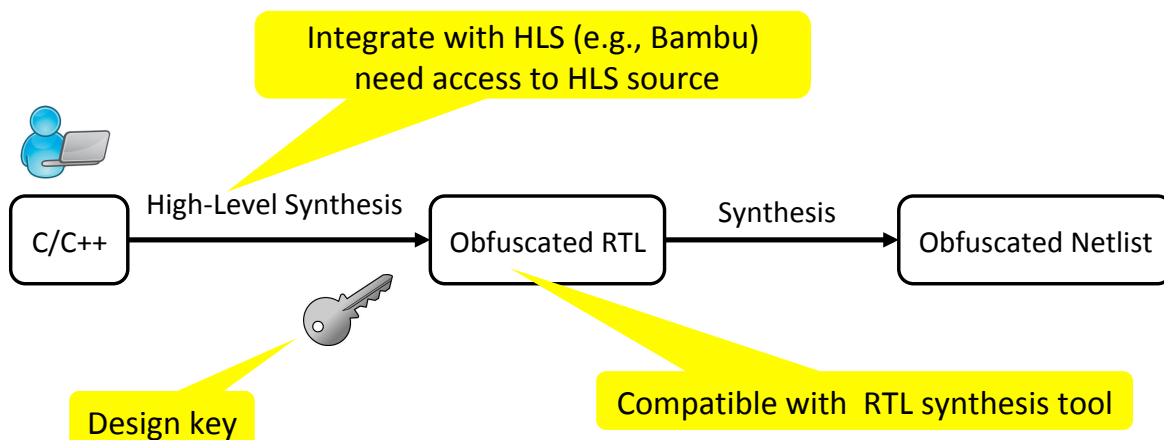 Integrate with HLS (e.g., Bambu)
need access to HLS source
High-Level Synthesis
Synthesis
C/C++
Obfuscated RTL
Obfuscated Netlist
Design key
Compatible with  RTL synthesis tool